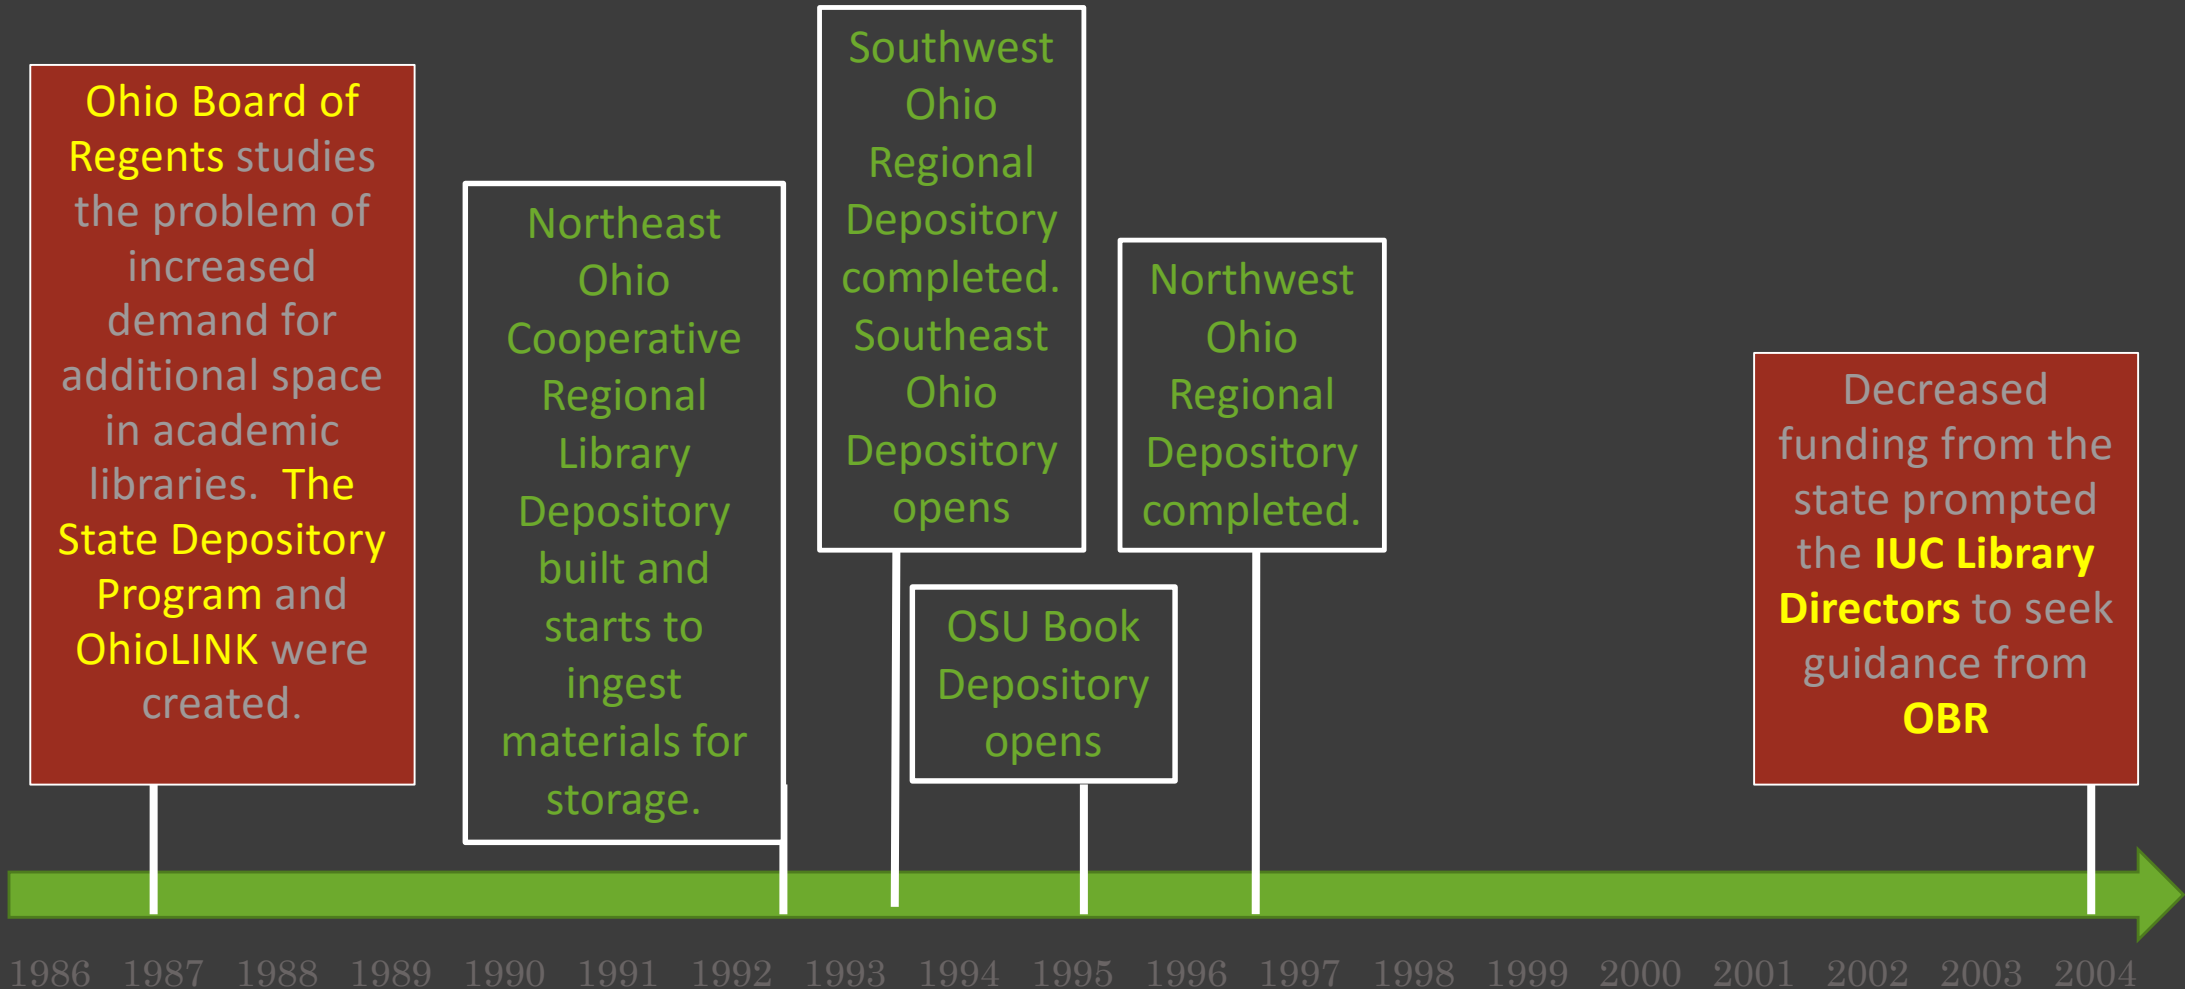 Ohio Board of
Regents studies
the problem of
increased
demand for
additional space
in academic
libraries. The
State Depository
Program and
OhioLINK were
created.
Northeast
Ohio
Cooperative
Regional
Library
Depository
built and
starts to
ingest
materials for
storage.
Southwest
Ohio
Regional
Depository
completed.
Southeast
Ohio
Depository
opens
OSU Book
Depository
opens
Northwest
Ohio
Regional
Depository
completed.
Decreased
funding from the
state prompted
the IUC Library
Directors to seek
guidance from
OBR
1986 1987 1988 1989 1990 1991 1992 1993 1994 1995 1996 1997 1998 1999 2000 2001 2002 2003 2004